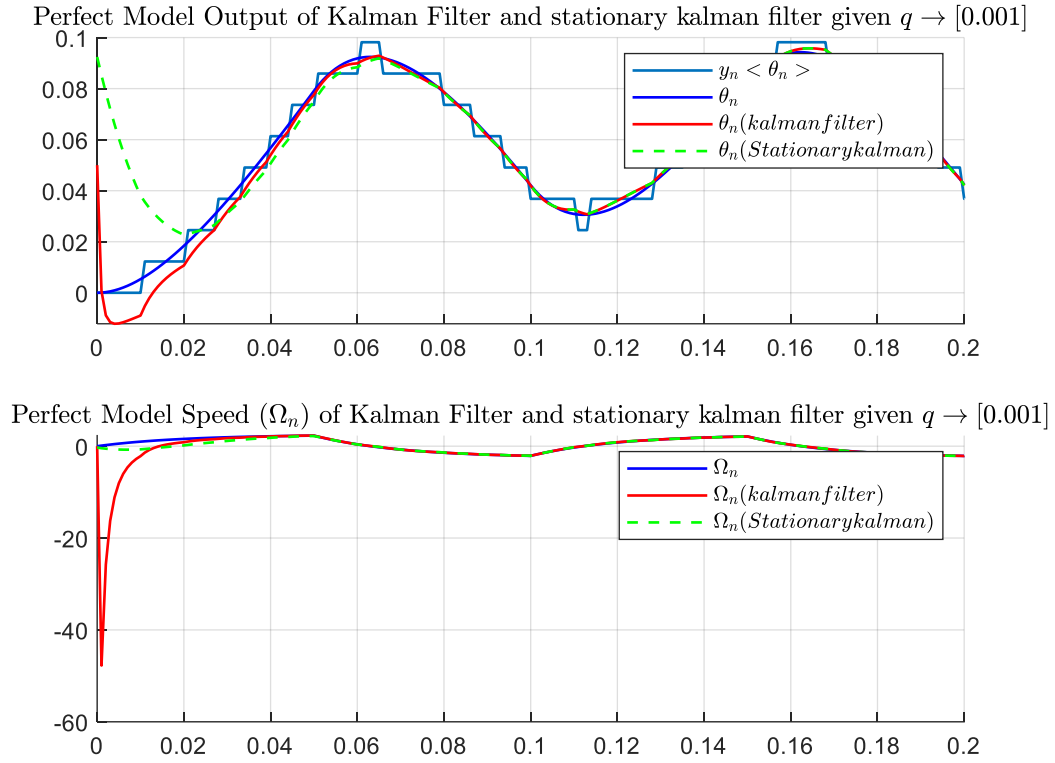 Perfect Model Output of Kalman Filter and stationary kalman filter given q → [0.001]
0.1
0.08
0.06
0.04
0.02
0
y_n < θ_n >
θ_n
θ_n(kalmanfilter)
θ_n(Stationarykalman)
0 0.02 0.04 0.06 0.08 0.1 0.12 0.14 0.16 0.18 0.2
Perfect Model Speed (Ω_n) of Kalman Filter and stationary kalman filter given q → [0.001]
0
-20
-40
-60
Ω_n
Ω_n(kalmanfilter)
Ω_n(Stationarykalman)
0 0.02 0.04 0.06 0.08 0.1 0.12 0.14 0.16 0.18 0.2